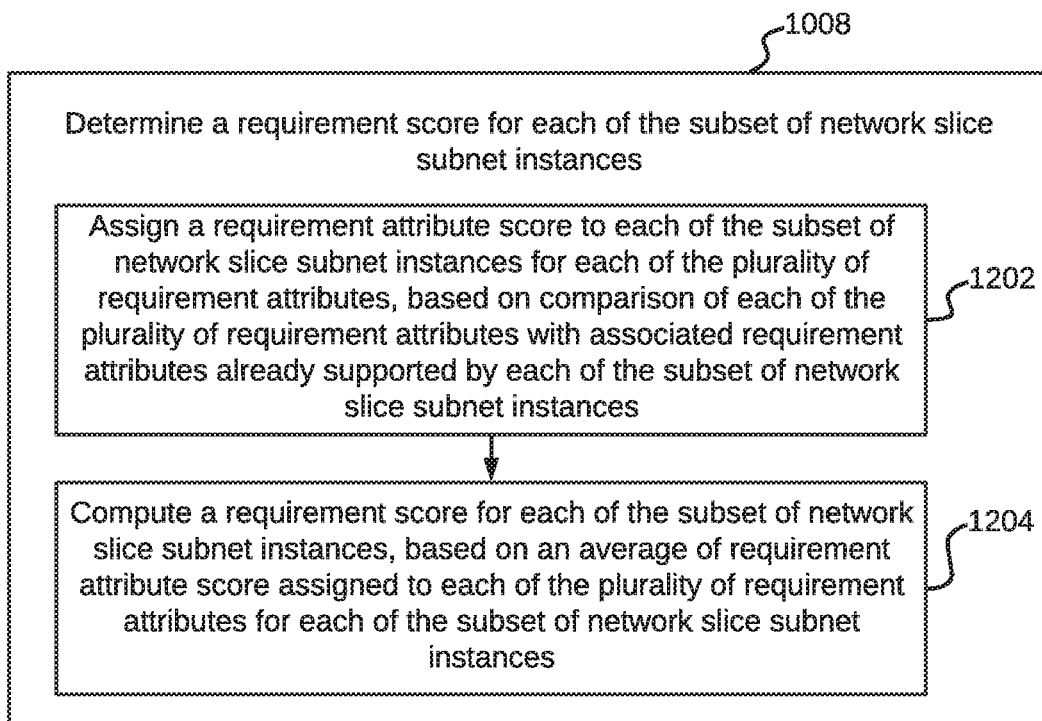 1008
Determine a requirement score for each of the subset of network slice
subnet instances
Assign a requirement attribute score to each of the subset of
network slice subnet instances for each of the plurality of
requirement attributes, based on comparison of each of the
plurality of requirement attributes with associated requirement
attributes already supported by each of the subset of network
slice subnet instances
1202
Compute a requirement score for each of the subset of network
slice subnet instances, based on an average of requirement
attribute score assigned to each of the plurality of requirement
attributes for each of the subset of network slice subnet
instances
1204